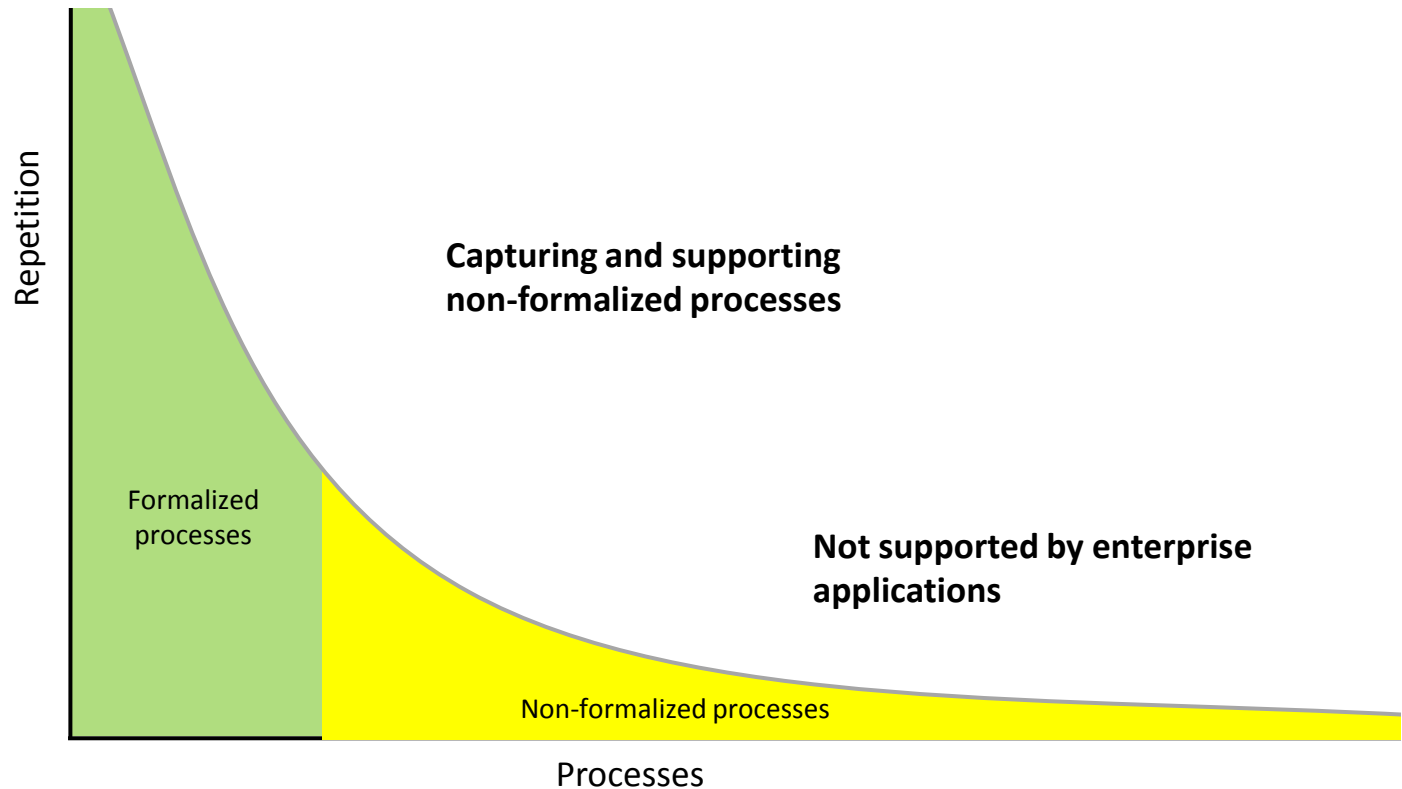 Repetition
Capturing and supporting
non-formalized processes
Formalized
processes
Not supported by enterprise
applications
Non-formalized processes
Processes